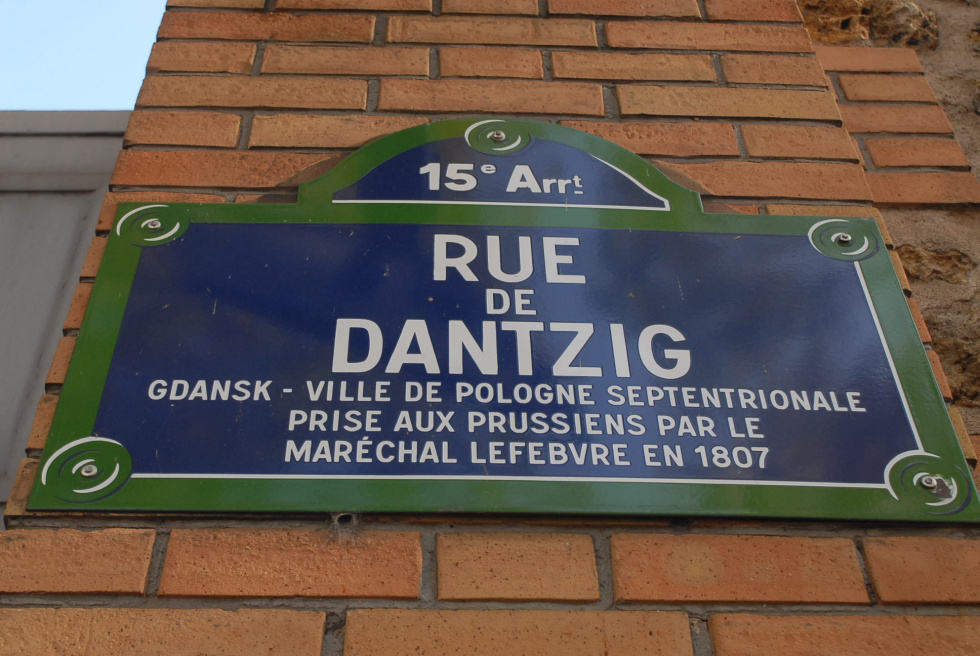 15e Arrt
RUE
DE
DANTZIG
GDANSK - VILLE DE POLOGNE SEPTENTRIONALE
PRISE AUX PRUSSIENS PAR LE
MARÉCHAL LEFEBVRE EN 1807